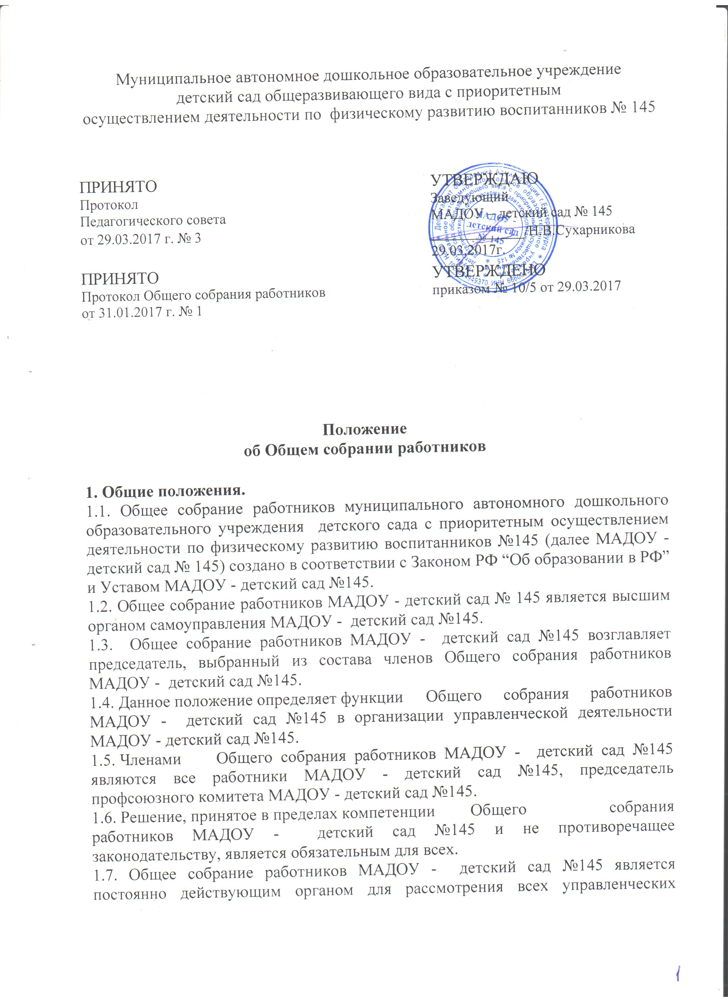 Муниципальное автономное дошкольное образовательное учреждение
детский сад общеразвивающего вида с приоритетным
осуществлением деятельности по физическому развитию воспитанников № 145
ПРИНЯТО
Протокол
Педагогического совета
от 29.03.2017 г. № 3
ПРИНЯТО
Протокол Общего собрания работников
от 31.01.2017 г. № 1
УТВЕРЖДАЮ
Заведующий
МАДОУ – детский сад № 145
/Н.В.Сухарникова
29.03.2017г.
УТВЕРЖДЕНО
приказом № 10/5 от 29.03.2017
МАДОУ
детский сад
№ 145
Положение
об Общем собрании работников
1. Общие положения.
1.1. Общее собрание работников муниципального автономного дошкольного
образовательного учреждения детского сада с приоритетным осуществлением
деятельности по физическому развитию воспитанников №145 (далее МАДОУ -
детский сад № 145) создано в соответствии с Законом РФ “Об образовании в РФ”
и Уставом МАДОУ - детский сад №145.
1.2. Общее собрание работников МАДОУ - детский сад № 145 является высшим
органом самоуправления МАДОУ - детский сад №145.
1.3. Общее собрание работников МАДОУ - детский сад №145 возглавляет
председатель, выбранный из состава членов Общего собрания работников
МАДОУ - детский сад №145.
1.4. Данное положение определяет функции Общего собрания работников
МАДОУ - детский сад №145 в организации управленческой деятельности
МАДОУ - детский сад №145.
1.5. Членами Общего собрания работников МАДОУ - детский сад №145
являются все работники МАДОУ - детский сад №145, председатель
профсоюзного комитета МАДОУ - детский сад №145.
1.6. Решение, принятое в пределах компетенции Общего собрания
работников МАДОУ - детский сад №145 и не противоречащее
законодательству, является обязательным для всех.
1.7. Общее собрание работников МАДОУ - детский сад №145 является
постоянно действующим органом для рассмотрения всех управленческих
1